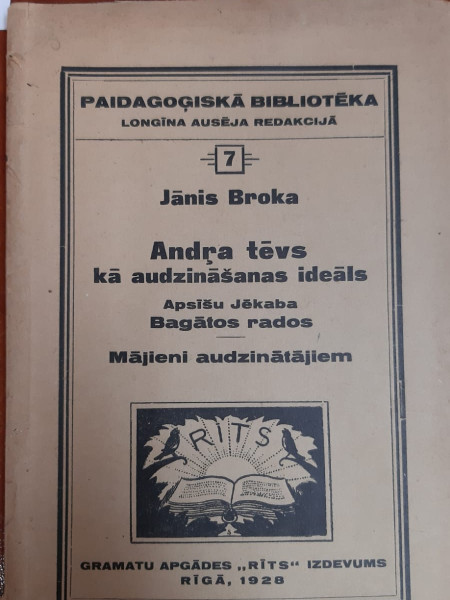 PAIDAGOĢISKĀ BIBLIOTĒKA
LONGĪNA AUSĒJA REDAKCIJĀ
7
Jānis Broka
Andŗa tēvs
kā audzināšanas ideāls
Apsīšu Jēkaba
Bagātos rados
Mājieni audzinātājiem
RĪTS
GRAMATU APGĀDES „RĪTS“ IZDEVUMS
RĪGĀ, 1928